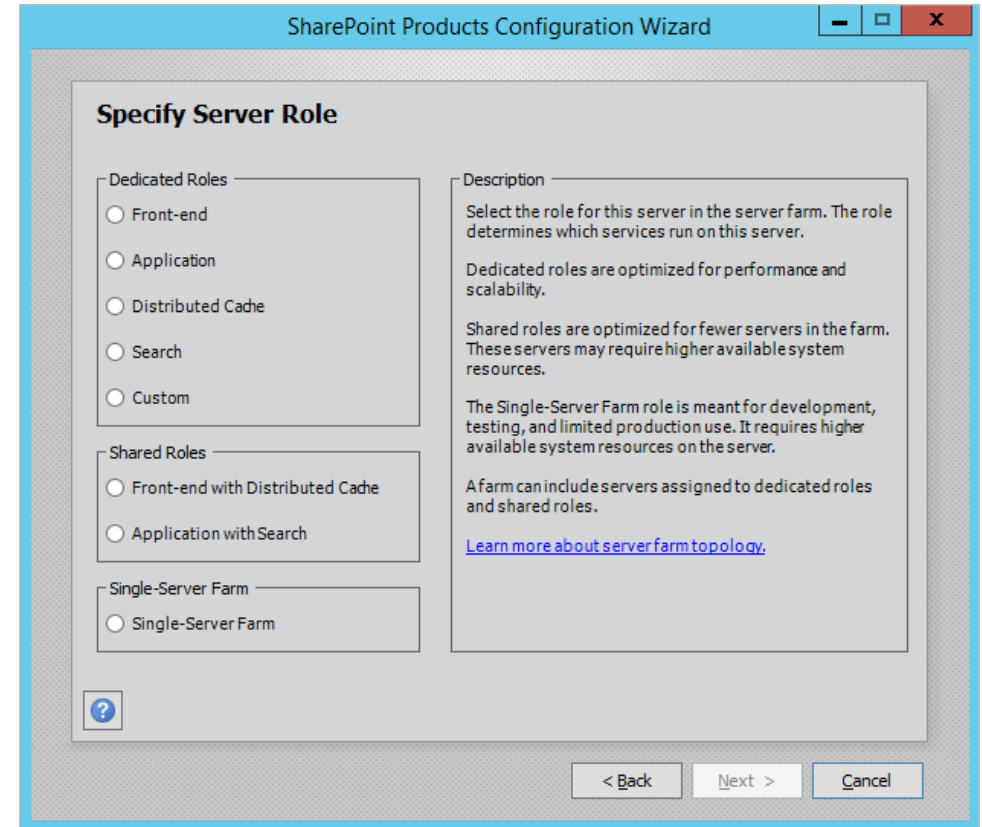 SharePoint Products Configuration Wizard
Specify Server Role
Dedicated Roles
Front-end
Application
Distributed Cache
Search
Custom
Shared Roles
Front-end with Distributed Cache
Application with Search
Single-Server Farm
Single-Server Farm
Description
Select the role for this server in the server farm. The role
determines which services run on this server.
Dedicated roles are optimized for performance and
scalability.
Shared roles are optimized for fewer servers in the farm.
These servers may require higher available system
resources.
The Single-Server Farm role is meant for development,
testing, and limited production use. It requires higher
available system resources on the server.
A farm can include servers assigned to dedicated roles
and shared roles.
Learn more about server farm topology.
?
< Back
Next >
Cancel